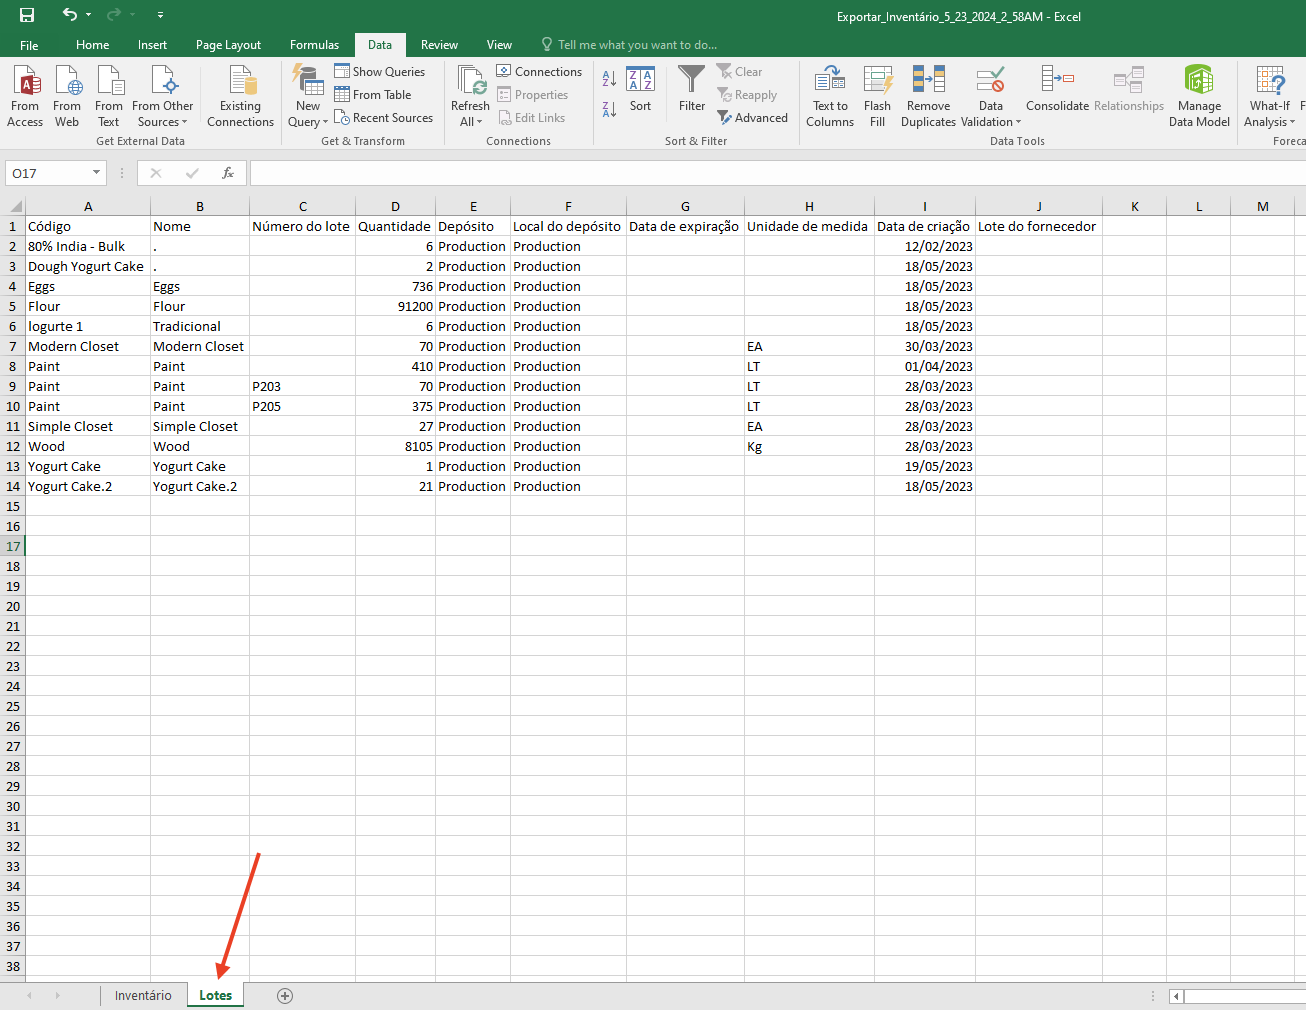 Exportar_Inventário_5_23_2024_2_58AM - Excel
File Home Insert Page Layout Formulas Data Review View Tell me what you want to do...
From Access
From Web
From Text
From Other Sources
Existing Connections
Get External Data
New Query
Show Queries
From Table
Recent Sources
Get & Transform
Refresh All
Connections
Properties
Edit Links
Connections
Sort
Filter
Clear
Reapply
Advanced
Sort & Filter
Text to Columns
Flash Fill
Remove Duplicates
Data Validation
Consolidate
Relationships
Manage Data Model
Data Tools
What-If Analysis
O17 fx
A B C D E F G H I J K L M
1 Código Nome Número do lote Quantidade Depósito Local do depósito Data de expiração Unidade de medida Data de criação Lote do fornecedor
2 80% India - Bulk . 6 Production Production 12/02/2023
3 Dough Yogurt Cake . 2 Production Production 18/05/2023
4 Eggs Eggs 736 Production Production 18/05/2023
5 Flour Flour 91200 Production Production 18/05/2023
6 Iogurte 1 Tradicional 6 Production Production 18/05/2023
7 Modern Closet Modern Closet 70 Production Production EA 30/03/2023
8 Paint Paint 410 Production Production LT 01/04/2023
9 Paint Paint P203 70 Production Production LT 28/03/2023
10 Paint Paint P205 375 Production Production LT 28/03/2023
11 Simple Closet Simple Closet 27 Production Production EA 28/03/2023
12 Wood Wood 8105 Production Production Kg 28/03/2023
13 Yogurt Cake Yogurt Cake 1 Production Production 19/05/2023
14 Yogurt Cake.2 Yogurt Cake.2 21 Production Production 18/05/2023
15
16
17
18
19
20
21
22
23
24
25
26
27
28
29
30
31
32
33
34
35
36
37
38
Inventário Lotes